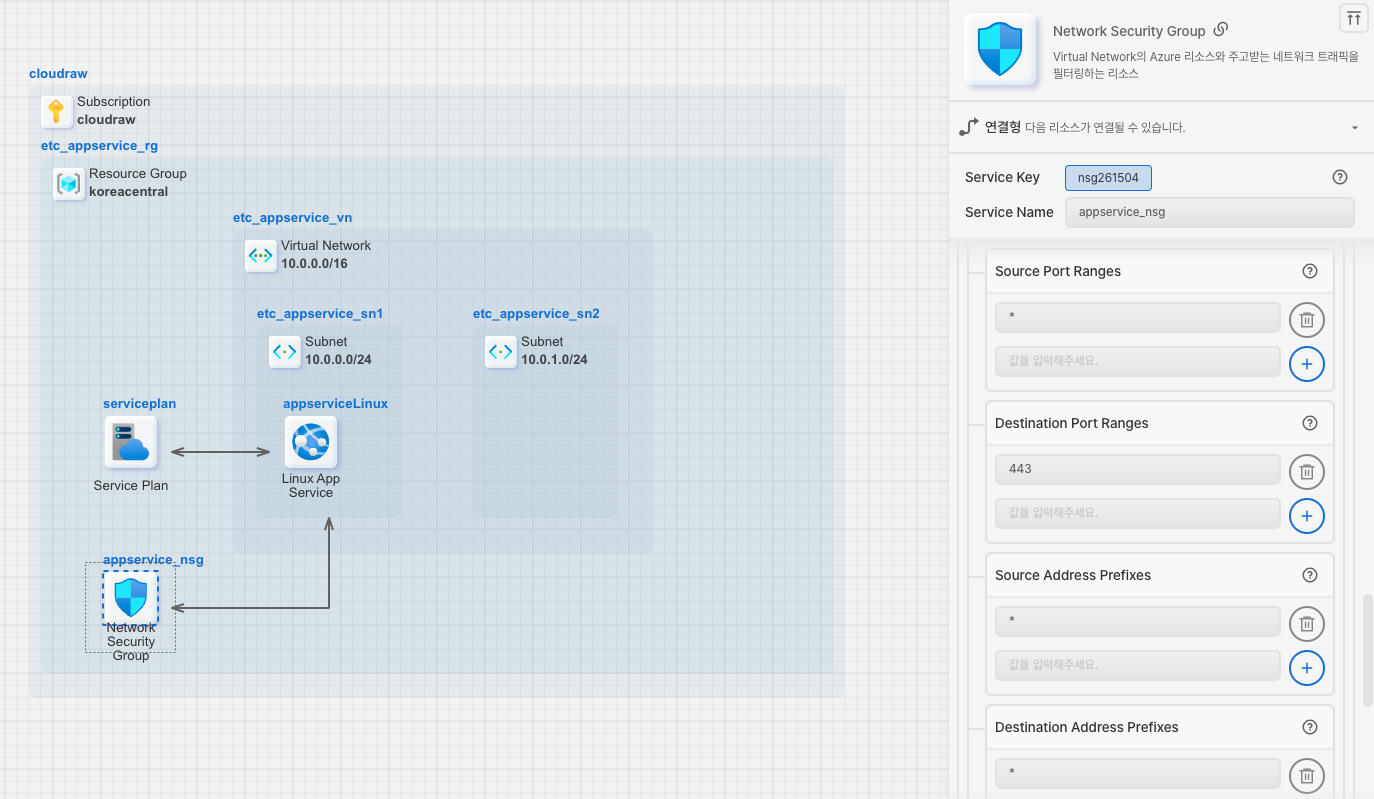 cloudraw
Subscription
cloudraw
etc_appservice_rg
Resource Group
koreacentral
etc_appservice_vn
Virtual Network
10.0.0.0/16
etc_appservice_sn1
Subnet
10.0.0.0/24
etc_appservice_sn2
Subnet
10.0.1.0/24
serviceplan
Service Plan
appserviceLinux
Linux App
Service
appservice_nsg
Network
Security
Group
Network Security Group
Virtual Network의 Azure 리소스와 주고받는 네트워크 트래픽을
필터링하는 리소스
연결형 다음 리소스가 연결될 수 있습니다.
Service Key nsg261504
Service Name appservice_nsg
Source Port Ranges
*
값을 입력해주세요.
Destination Port Ranges
443
값을 입력해주세요.
Source Address Prefixes
*
값을 입력해주세요.
Destination Address Prefixes
*